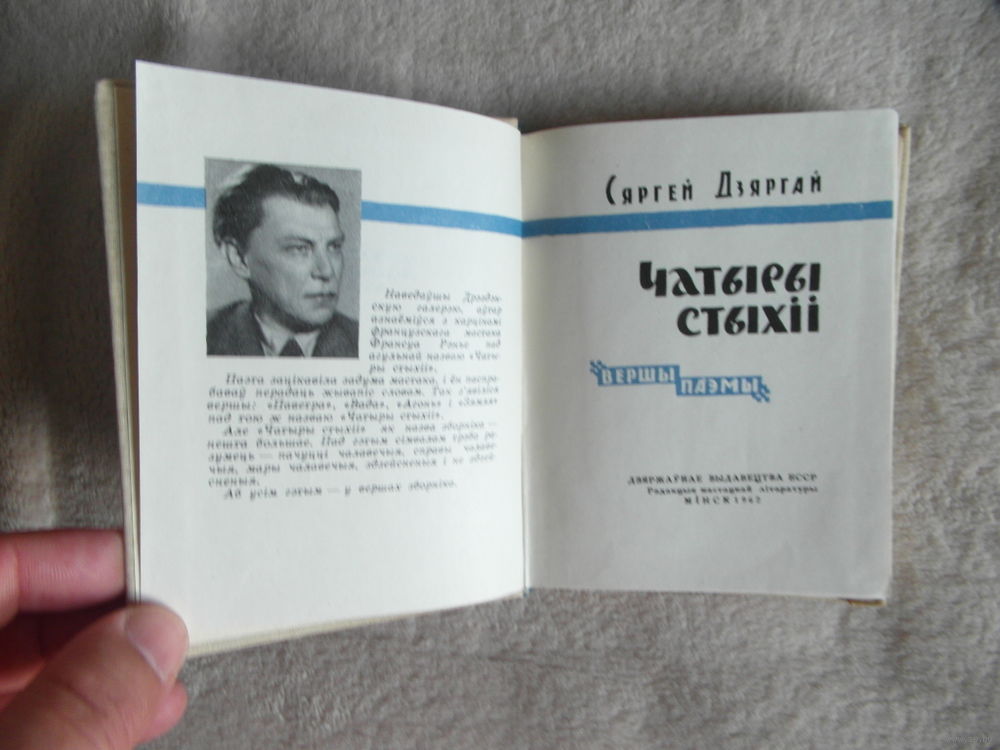 Наведаўшы Дрэздэн-
скую галерэю, аўтар
азнаёміўся з карцінамі
французскага мастака
Франсуа Рэнье пад
агульнай назваю «Чаты-
ры стыхіі».
Паэта зацікавіла задума мастака, і ён паспра-
баваў перадаць жывапіс словам. Так з'явіліся
вершы: «Паветра», «Вада», «Агонь» і «Зямля»
пад тою ж назваю «Чатыры стыхіі».
Але «Чатыры стыхіі» як назва зборніка —
нешта большае. Пад гэтым сімвалам трэба ра-
зумець — пачуцці чалавечыя, справы чалаве-
чыя, мары чалавечыя, здзейсненыя і не здзей-
сненыя.
Аб усім гэтым — у вершах зборніка.
Сяргей Дзяргай
Чатыры
стыхіі
ВЕРШЫ
ПАЭМЫ
ДЗЯРЖАЎНАЕ ВЫДАВЕЦТВА БССР
Рэдакцыя мастацкай літаратуры
МІНСК 1962